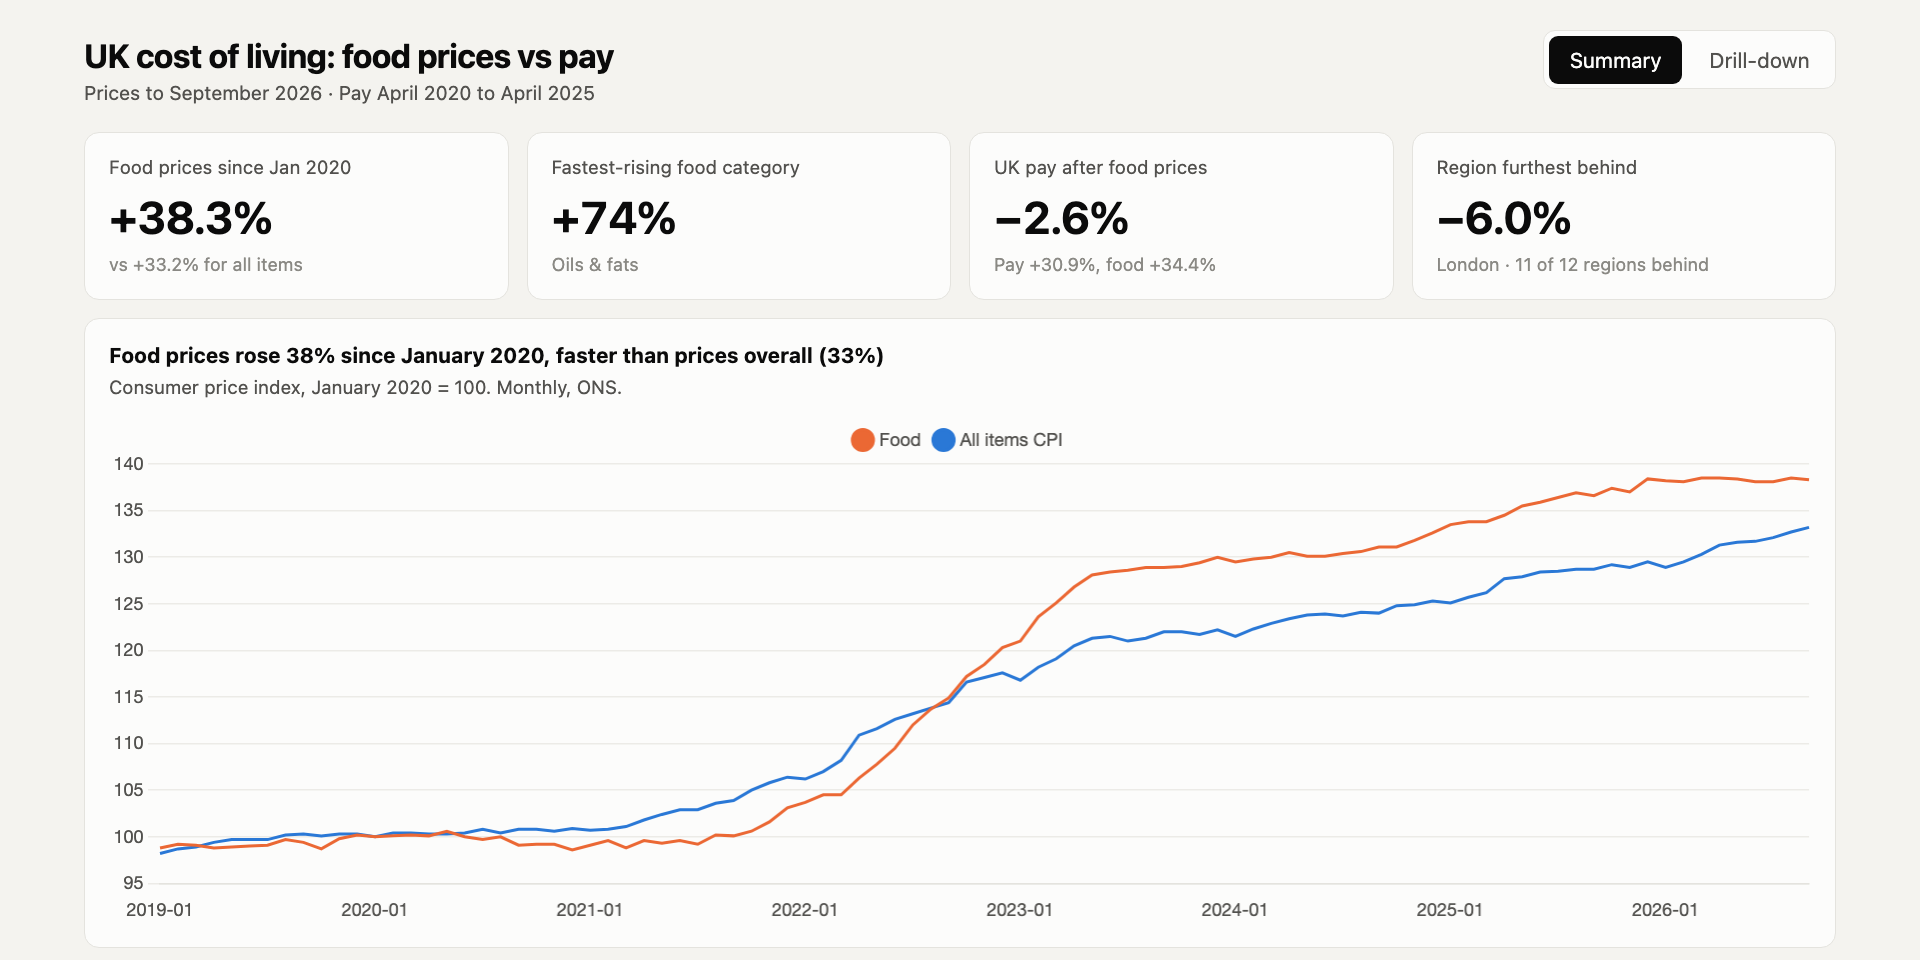 UK cost of living: food prices vs pay
Prices to September 2026 · Pay April 2020 to April 2025
Summary
Drill-down
Food prices since Jan 2020
+38.3%
vs +33.2% for all items
Fastest-rising food category
+74%
Oils & fats
UK pay after food prices
−2.6%
Pay +30.9%, food +34.4%
Region furthest behind
−6.0%
London · 11 of 12 regions behind
Food prices rose 38% since January 2020, faster than prices overall (33%)
Consumer price index, January 2020 = 100. Monthly, ONS.
Food
All items CPI
140
135
130
125
120
115
110
105
100
95
2019-01
2020-01
2021-01
2022-01
2023-01
2024-01
2025-01
2026-01